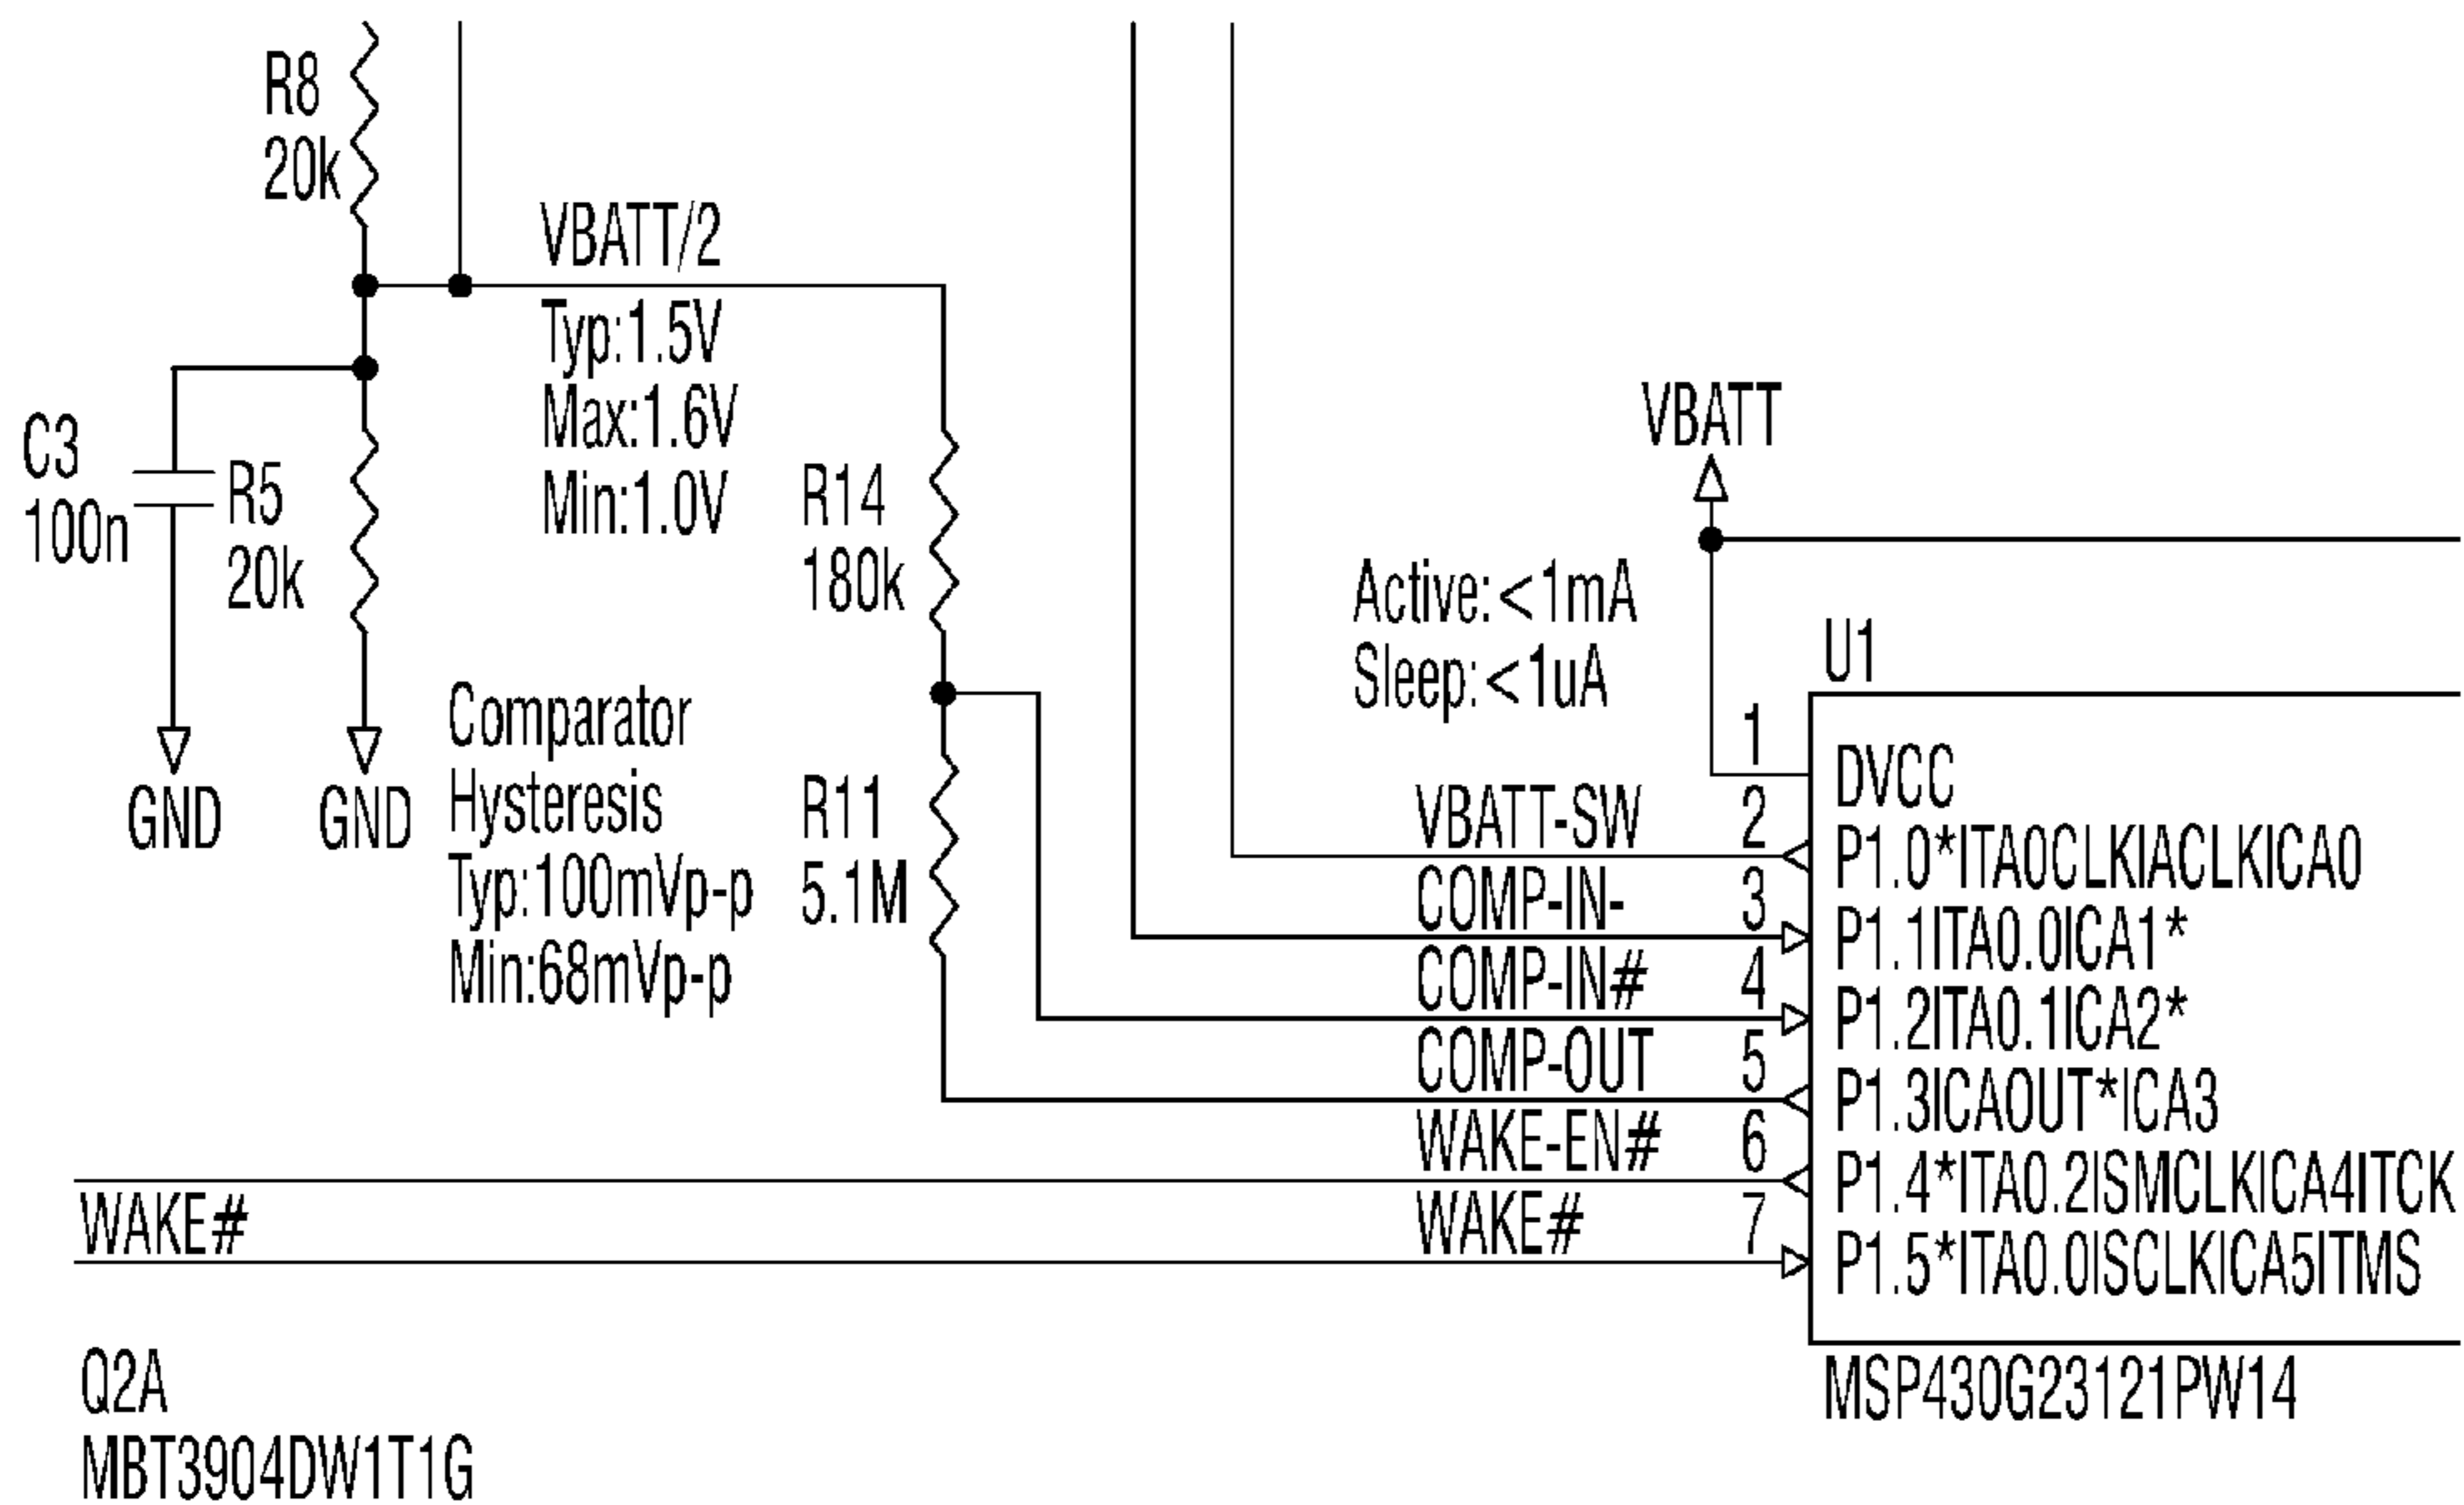 R8
20k
VBATT/2
Typ:1.5V
Max:1.6V
Min:1.0V
C3
100n
R5
20k
GND
GND
R14
180k
Comparator
Hysteresis
Typ:100mVp-p
Min:68mVp-p
R11
5.1M
VBATT
Active:<1mA
Sleep:<1uA
U1
1
DVCC
VBATT-SW
2
P1.0*ITA0CLKIACLKICA0
COMP-IN-
3
P1.1ITA0.0ICA1*
COMP-IN#
4
P1.2ITA0.1ICA2*
COMP-OUT
5
P1.3ICAOUT*ICA3
WAKE-EN#
6
P1.4*ITA0.2ISMCLKICA4ITCK
WAKE#
WAKE#
7
P1.5*ITA0.0ISCLKICA5ITMS
MSP430G23121PW14
Q2A
MBT3904DW1T1G